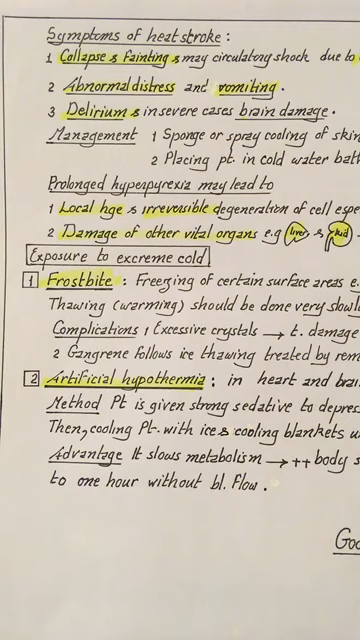 Symptoms of heat stroke :
1 Collapse & Fainting & may circulatory shock due to
2 Abnormal distress and vomiting .
3 Delirium & in severe cases brain damage .
Management 1 Sponge or spray cooling of skin
2 Placing pt. in cold water bat
Prolonged hyperpyrexia may lead to
1 Local hge & irreversible degeneration of cell espe
2 Damage of other vital organs e.g liver & kid
Exposure to excreme cold
1 Frostbite : Freezing of certain surface areas e.
Thawing (warming) should be done very slowl
Complications 1 Excessive crystals → t. damage
2 Gangrene follows ice thawing treated by rem
2 Artificial hypothermia : in heart and brai
Method Pt is given strong sedative to depres
Then, cooling Pt. with ice & cooling blankets u
Advantage It slows metabolism → ++ body s
to one hour without bl. flow .
Goo